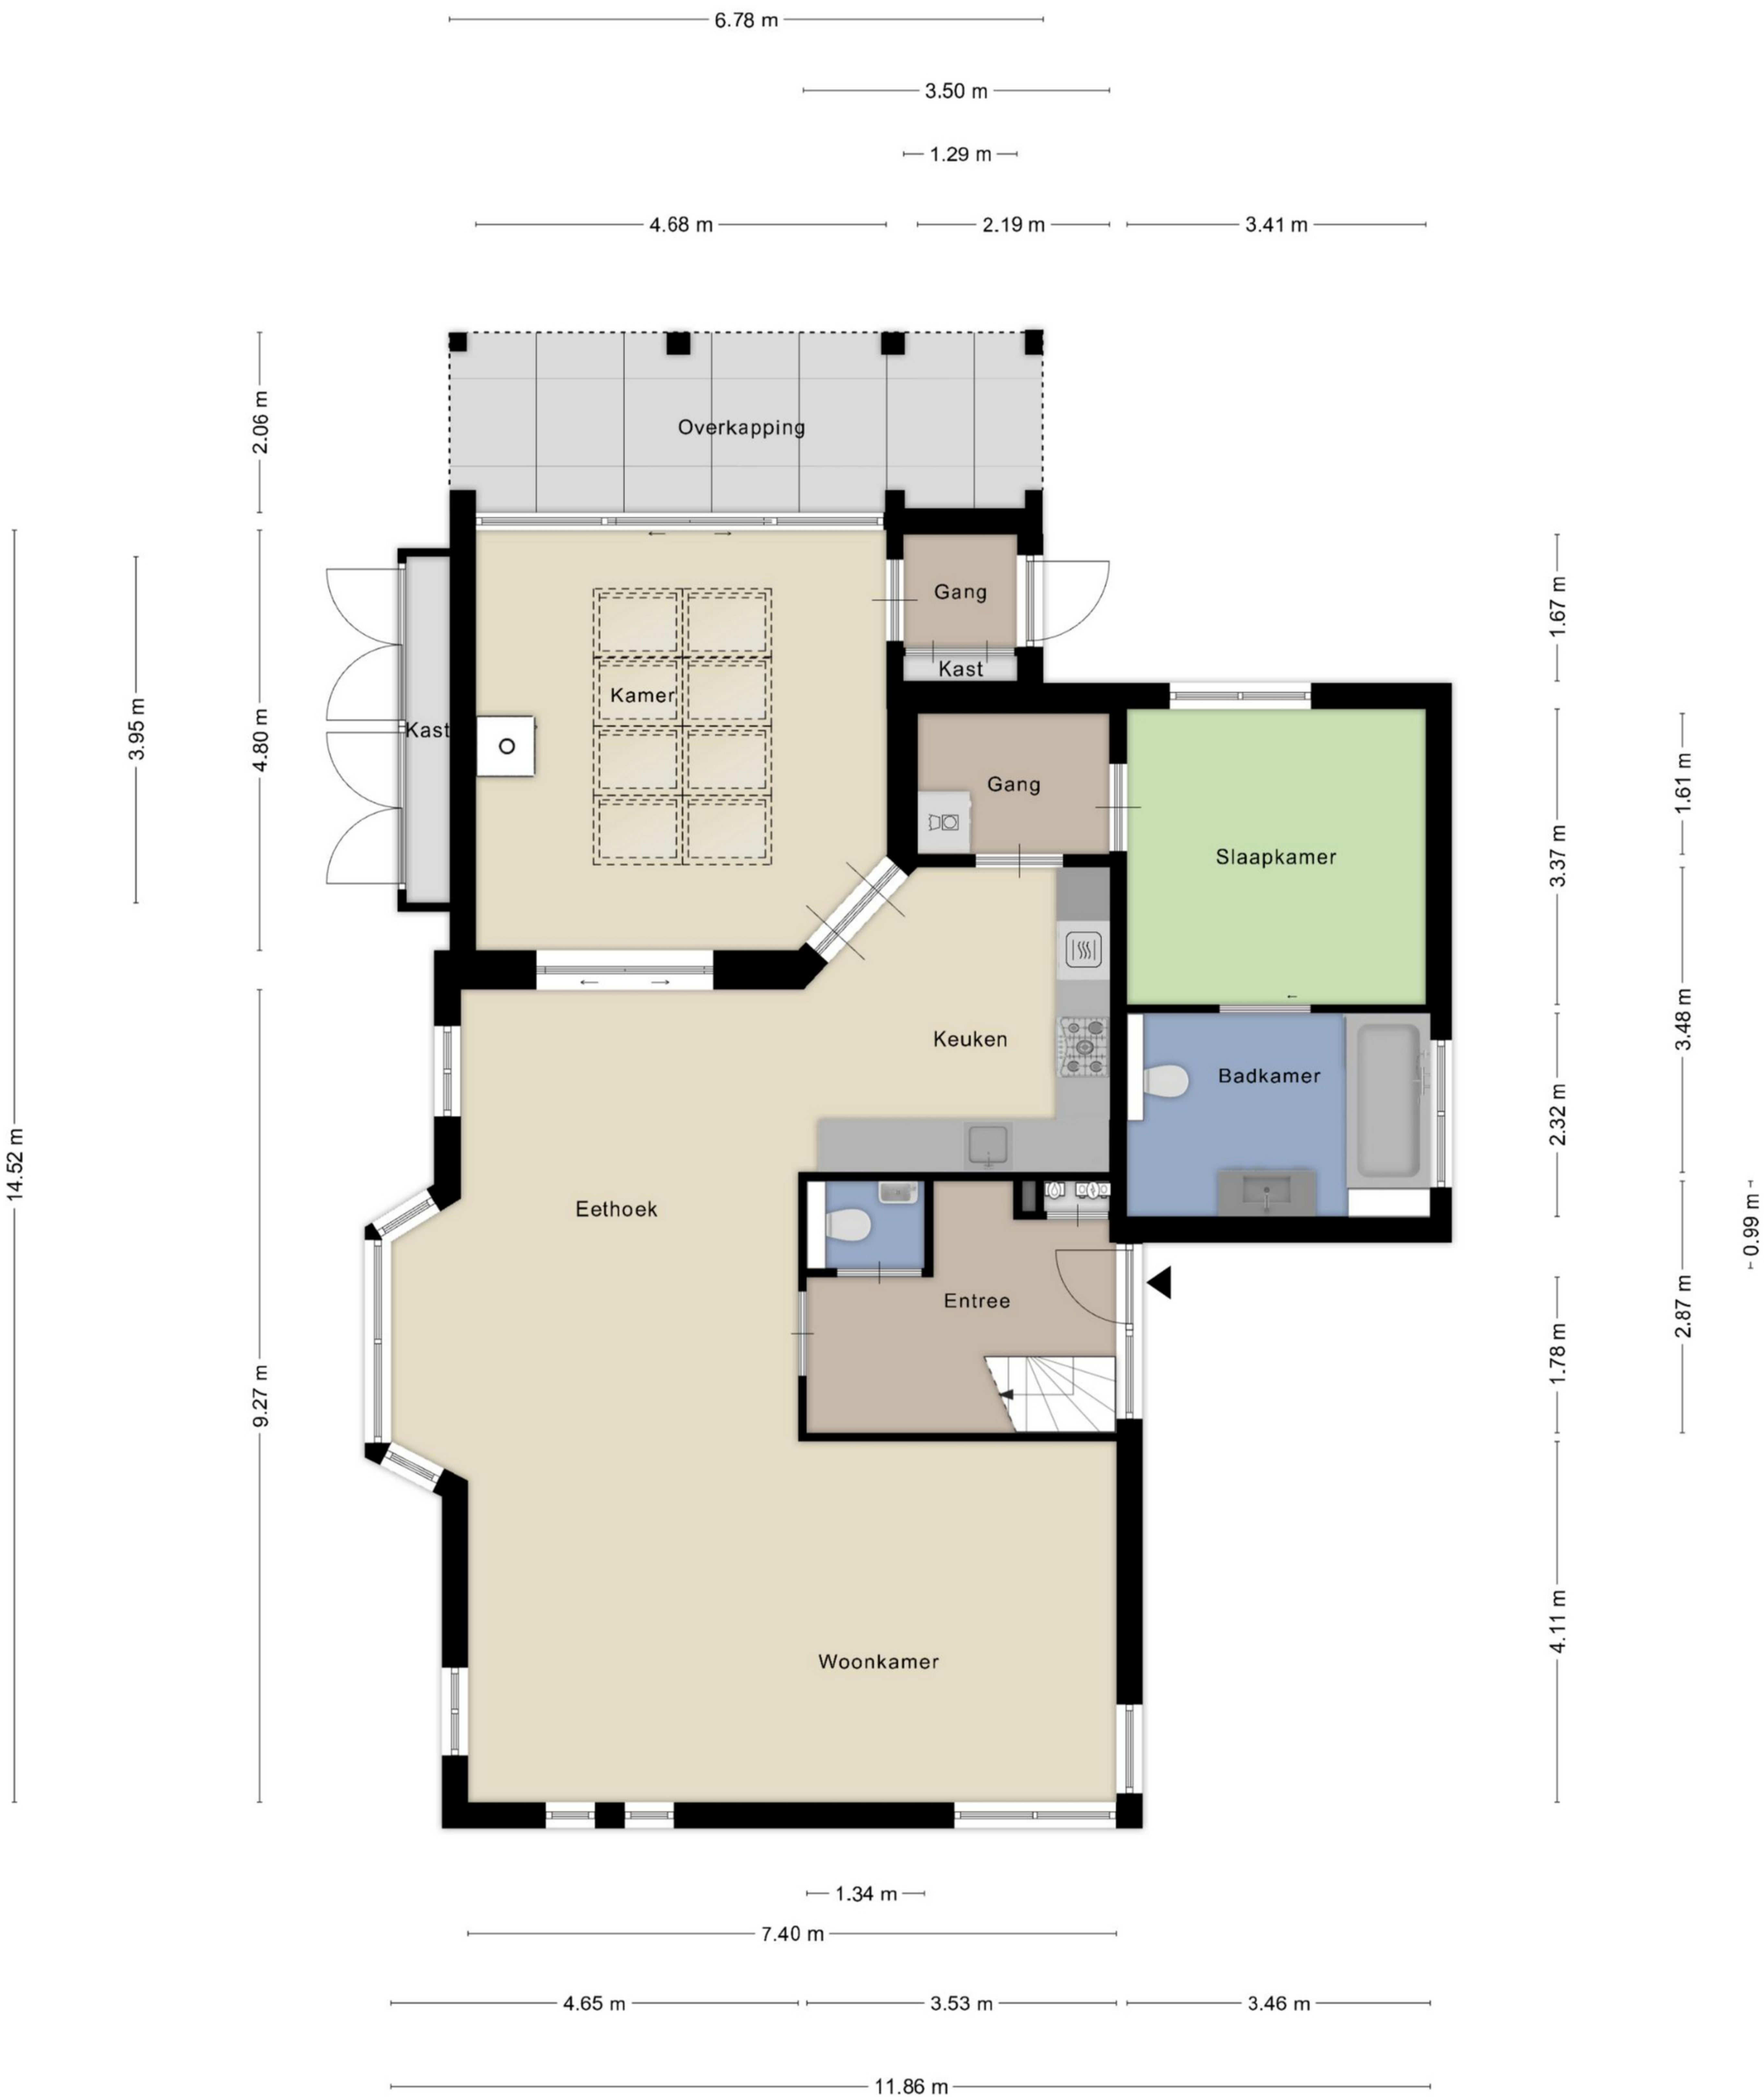 6.78 m
3.50 m
1.29 m
4.68 m
2.19 m
3.41 m
2.06 m
Overkapping
Gang
1.67 m
Kast
Kamer
Kast
3.95 m
4.80 m
Gang
1.61 m
Slaapkamer
3.37 m
Keuken
3.48 m
Badkamer
2.32 m
14.52 m
Eethoek
0.99 m
Entree
2.87 m
1.78 m
9.27 m
4.11 m
Woonkamer
1.34 m
7.40 m
4.65 m
3.53 m
3.46 m
11.86 m